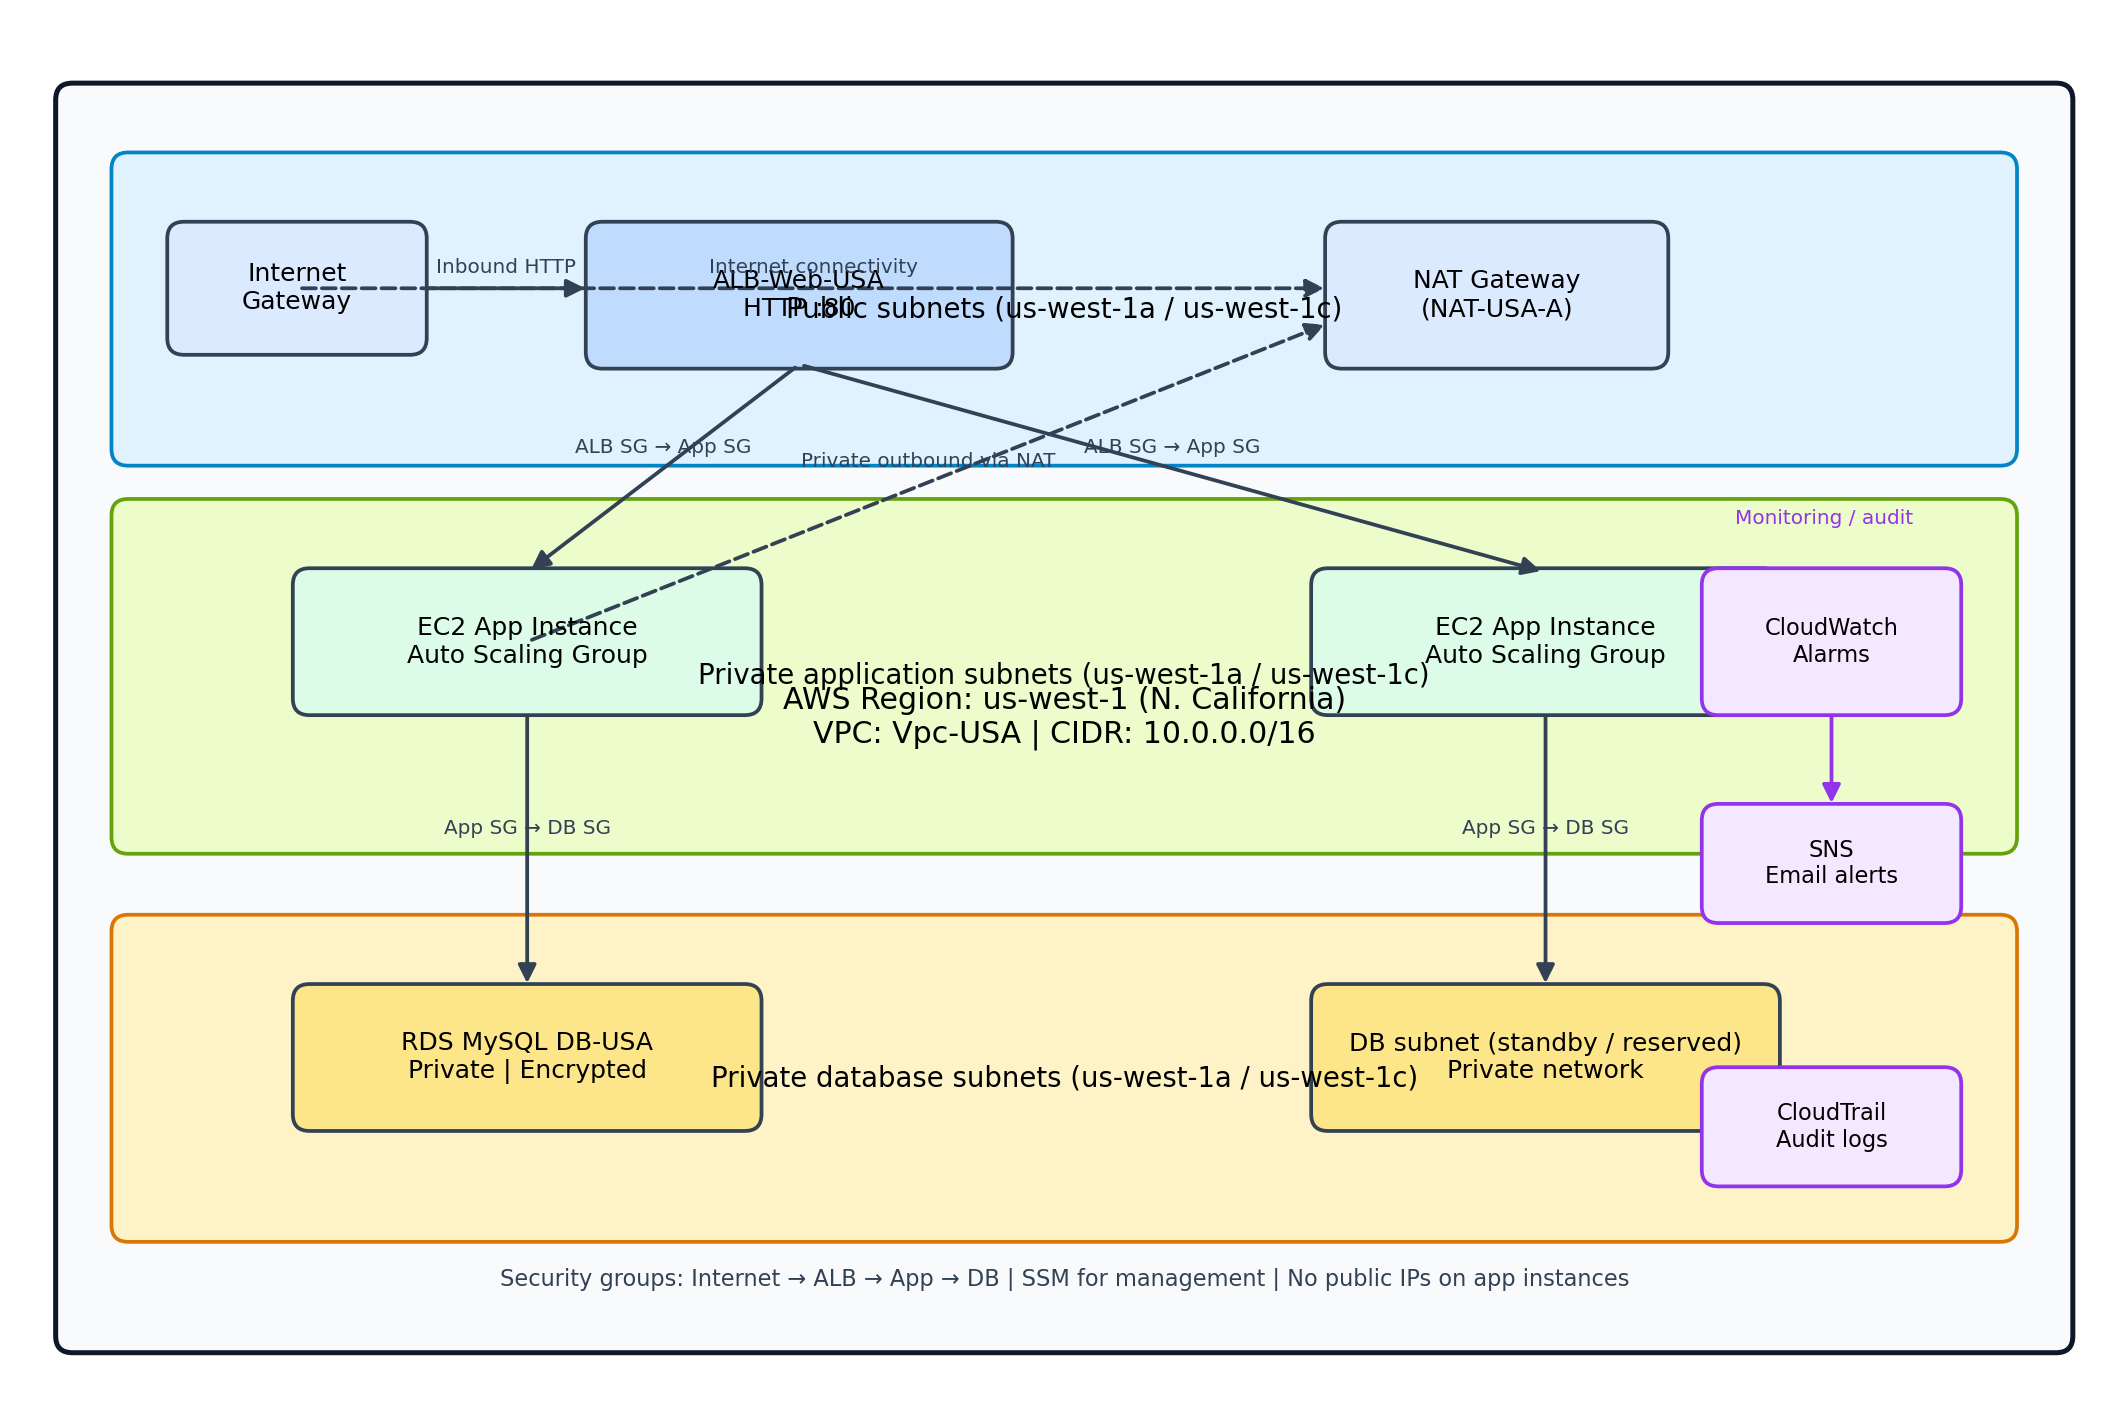 Internet
Gateway
Inbound HTTP
Internet connectivity
ALB-Web-USA
HTTP :80
Public subnets (us-west-1a / us-west-1c)
NAT Gateway
(NAT-USA-A)
ALB SG → App SG
Private outbound via NAT
ALB SG → App SG
Monitoring / audit
EC2 App Instance
Auto Scaling Group
EC2 App Instance
Auto Scaling Group
CloudWatch
Alarms
Private application subnets (us-west-1a / us-west-1c)
AWS Region: us-west-1 (N. California)
VPC: Vpc-USA | CIDR: 10.0.0.0/16
App SG → DB SG
App SG → DB SG
SNS
Email alerts
RDS MySQL DB-USA
Private | Encrypted
Private database subnets (us-west-1a / us-west-1c)
DB subnet (standby / reserved)
Private network
CloudTrail
Audit logs
Security groups: Internet → ALB → App → DB | SSM for management | No public IPs on app instances